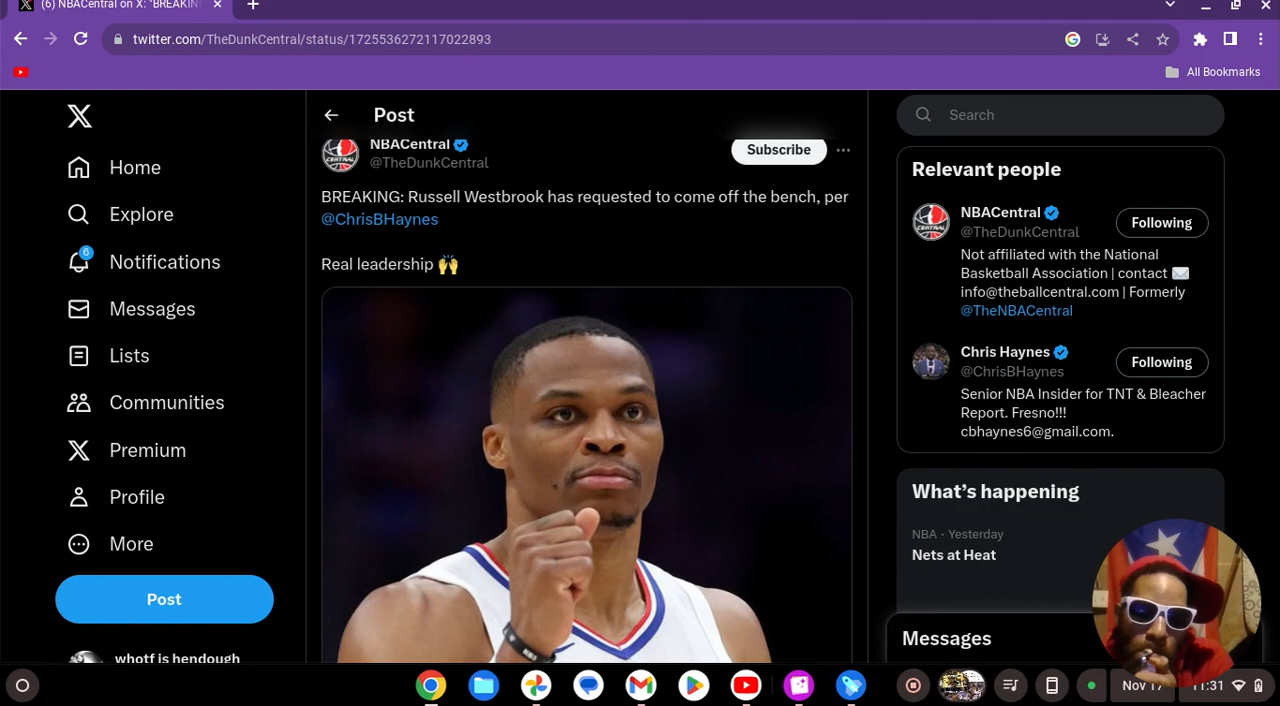 (6) NBACentral on X: "BREAKIN
twitter.com/TheDunkCentral/status/1725536272117022893
All Bookmarks
Home
Explore
6
Notifications
Messages
Lists
Communities
Premium
Profile
More
Post
whotf is hendough
Post
NBACentral
@TheDunkCentral
Subscribe
BREAKING: Russell Westbrook has requested to come off the bench, per
@ChrisBHaynes
Real leadership 🙌
Search
Relevant people
NBACentral
@TheDunkCentral
Following
Not affiliated with the National
Basketball Association | contact ✉️
info@theballcentral.com | Formerly
@TheNBACentral
Chris Haynes
@ChrisBHaynes
Following
Senior NBA Insider for TNT & Bleacher
Report. Fresno!!!
cbhaynes6@gmail.com.
What's happening
NBA · Yesterday
Nets at Heat
Messages
Nov 17
11:31